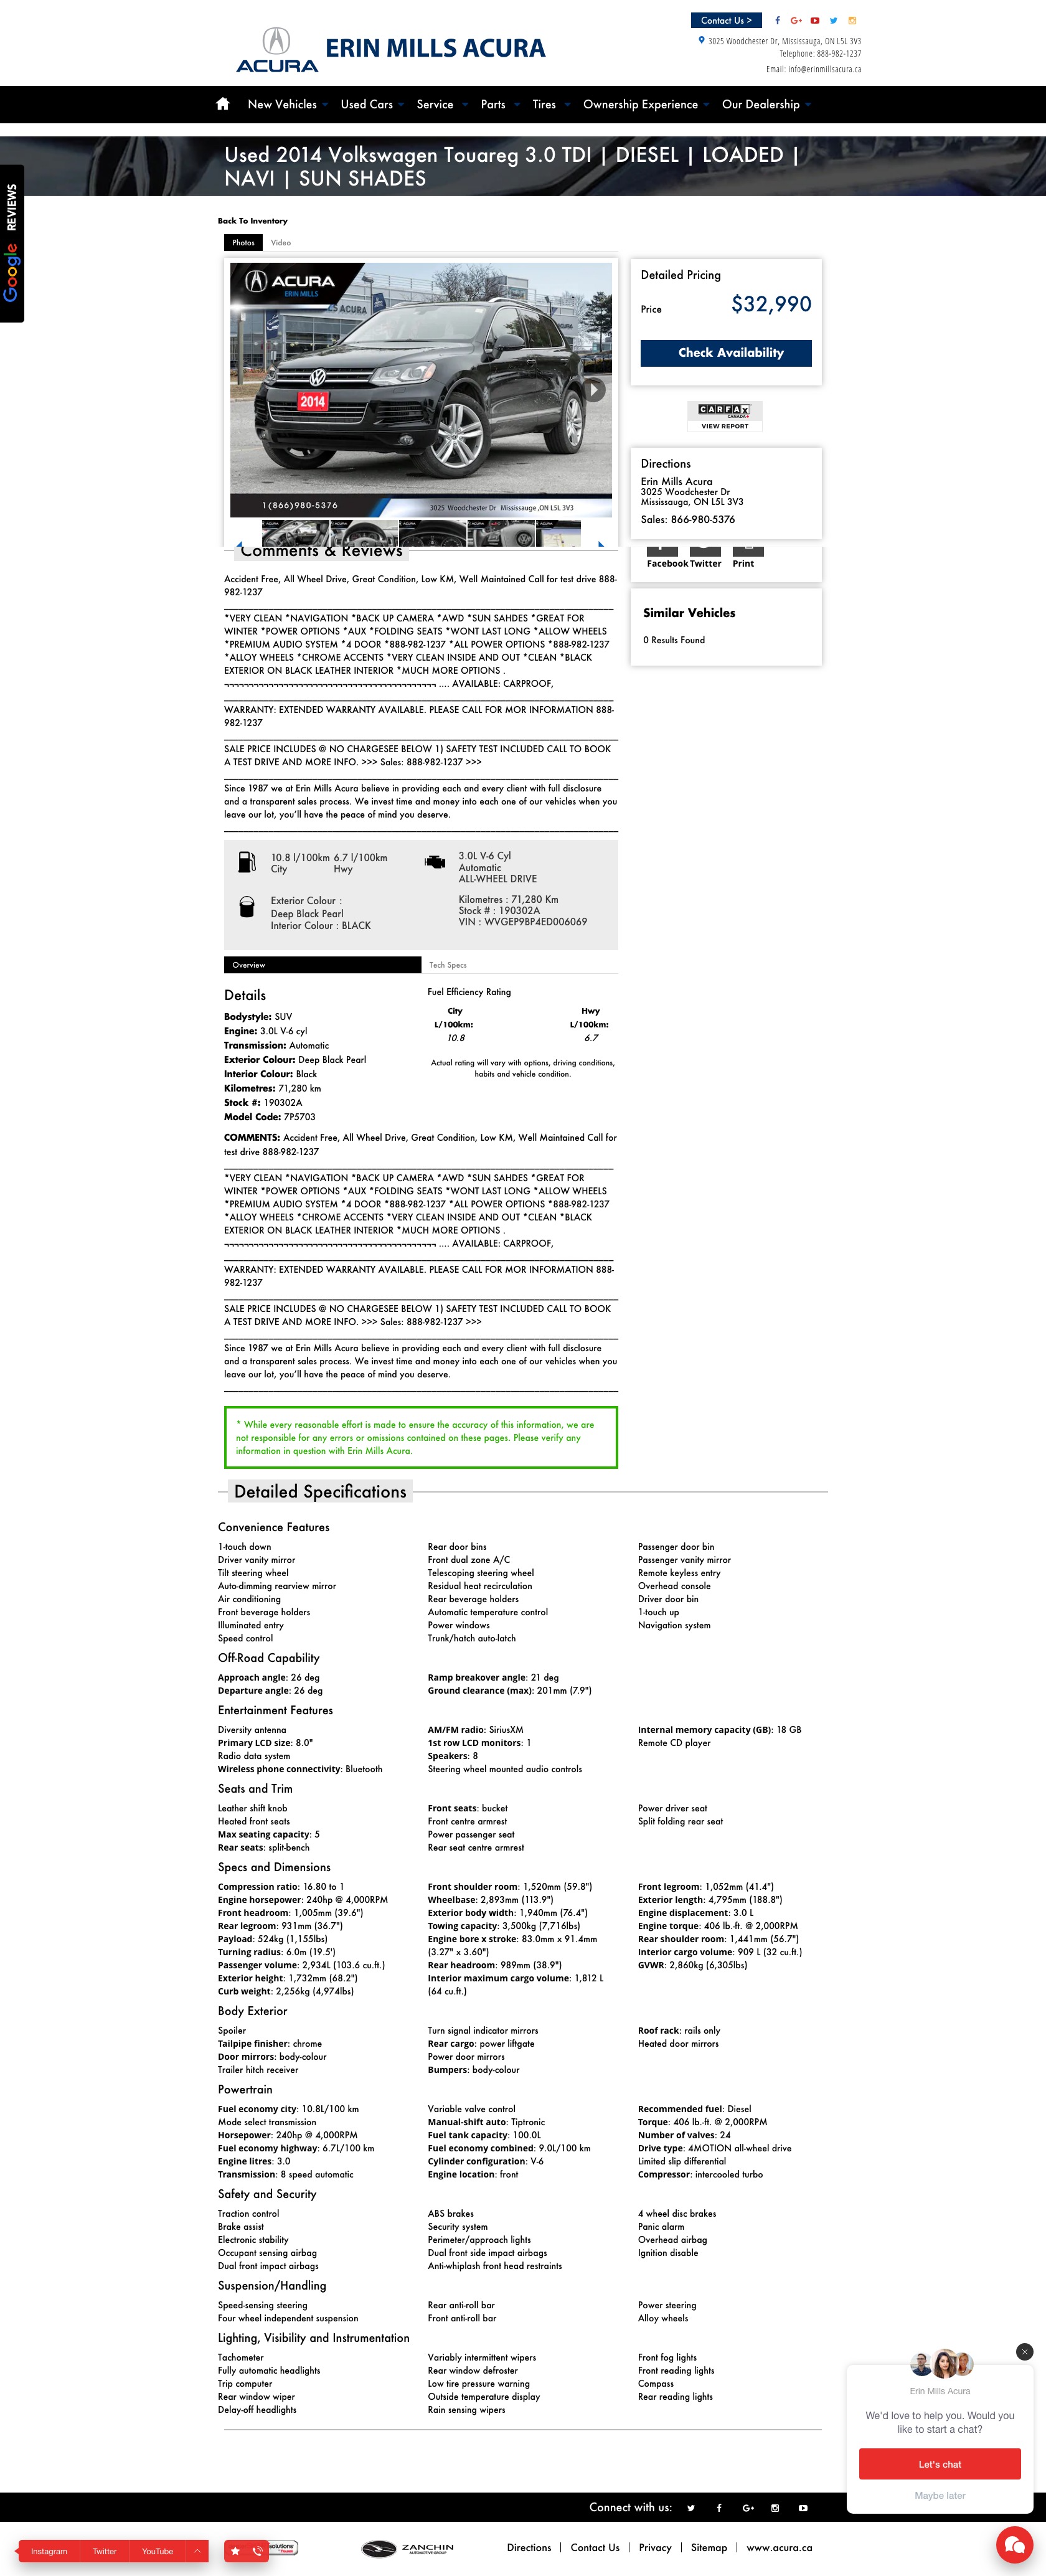 Contact Us >
ACURA
ERIN MILLS ACURA
3025 Woodchester Dr, Mississauga, ON L5L 3V3
Telephone: 888-982-1237
Email: info@erinmillsacura.ca
New Vehicles Used Cars Service Parts Tires Ownership Experience Our Dealership
Used 2014 Volkswagen Touareg 3.0 TDI | DIESEL | LOADED |
NAVI | SUN SHADES
Google REVIEWS
Back To Inventory
Photos Video
ACURA
ERIN MILLS
ACURA
2014
1(866)980-5376
3025 Woodchester Dr Mississauge ,ON L5L 3V3
Detailed Pricing
Price $32,990
Check Availability
CARFAX
CANADA
VIEW REPORT
Directions
Erin Mills Acura
3025 Woodchester Dr
Mississauga, ON L5L 3V3
Sales: 866-980-5376
Facebook Twitter Print
Similar Vehicles
0 Results Found
Comments & Reviews
Accident Free, All Wheel Drive, Great Condition, Low KM, Well Maintained Call for test drive 888-
982-1237
*VERY CLEAN *NAVIGATION *BACK UP CAMERA *AWD *SUN SAHDES *GREAT FOR
WINTER *POWER OPTIONS *AUX *FOLDING SEATS *WONT LAST LONG *ALLOW WHEELS
*PREMIUM AUDIO SYSTEM *4 DOOR *888-982-1237 *ALL POWER OPTIONS *888-982-1237
*ALLOY WHEELS *CHROME ACCENTS *VERY CLEAN INSIDE AND OUT *CLEAN *BLACK
EXTERIOR ON BLACK LEATHER INTERIOR *MUCH MORE OPTIONS .
¬¬¬¬¬¬¬¬¬¬¬¬¬¬¬¬¬¬¬¬¬¬¬¬¬¬¬¬¬¬¬¬¬¬¬¬¬¬¬¬ .... AVAILABLE: CARPROOF,
WARRANTY: EXTENDED WARRANTY AVAILABLE. PLEASE CALL FOR MOR INFORMATION 888-
982-1237
SALE PRICE INCLUDES @ NO CHARGESEE BELOW 1) SAFETY TEST INCLUDED CALL TO BOOK
A TEST DRIVE AND MORE INFO. >>> Sales: 888-982-1237 >>>
Since 1987 we at Erin Mills Acura believe in providing each and every client with full disclosure
and a transparent sales process. We invest time and money into each one of our vehicles when you
leave our lot, you'll have the peace of mind you deserve.
10.8 l/100km 6.7 l/100km
City Hwy
3.0L V-6 Cyl
Automatic
ALL-WHEEL DRIVE
Exterior Colour :
Deep Black Pearl
Interior Colour : BLACK
Kilometres : 71,280 Km
Stock # : 190302A
VIN : WVGEP9BP4ED006069
Overview Tech Specs
Details
Bodystyle: SUV
Engine: 3.0L V-6 cyl
Transmission: Automatic
Exterior Colour: Deep Black Pearl
Interior Colour: Black
Kilometres: 71,280 km
Stock #: 190302A
Model Code: 7P5703
Fuel Efficiency Rating
City Hwy
L/100km: L/100km:
10.8 6.7
Actual rating will vary with options, driving conditions,
habits and vehicle condition.
COMMENTS: Accident Free, All Wheel Drive, Great Condition, Low KM, Well Maintained Call for
test drive 888-982-1237
*VERY CLEAN *NAVIGATION *BACK UP CAMERA *AWD *SUN SAHDES *GREAT FOR
WINTER *POWER OPTIONS *AUX *FOLDING SEATS *WONT LAST LONG *ALLOW WHEELS
*PREMIUM AUDIO SYSTEM *4 DOOR *888-982-1237 *ALL POWER OPTIONS *888-982-1237
*ALLOY WHEELS *CHROME ACCENTS *VERY CLEAN INSIDE AND OUT *CLEAN *BLACK
EXTERIOR ON BLACK LEATHER INTERIOR *MUCH MORE OPTIONS .
¬¬¬¬¬¬¬¬¬¬¬¬¬¬¬¬¬¬¬¬¬¬¬¬¬¬¬¬¬¬¬¬¬¬¬¬¬¬¬¬ .... AVAILABLE: CARPROOF,
WARRANTY: EXTENDED WARRANTY AVAILABLE. PLEASE CALL FOR MOR INFORMATION 888-
982-1237
SALE PRICE INCLUDES @ NO CHARGESEE BELOW 1) SAFETY TEST INCLUDED CALL TO BOOK
A TEST DRIVE AND MORE INFO. >>> Sales: 888-982-1237 >>>
Since 1987 we at Erin Mills Acura believe in providing each and every client with full disclosure
and a transparent sales process. We invest time and money into each one of our vehicles when you
leave our lot, you'll have the peace of mind you deserve.
* While every reasonable effort is made to ensure the accuracy of this information, we are
not responsible for any errors or omissions contained on these pages. Please verify any
information in question with Erin Mills Acura.
Detailed Specifications
Convenience Features
1-touch down Rear door bins Passenger door bin
Driver vanity mirror Front dual zone A/C Passenger vanity mirror
Tilt steering wheel Telescoping steering wheel Remote keyless entry
Auto-dimming rearview mirror Residual heat recirculation Overhead console
Air conditioning Rear beverage holders Driver door bin
Front beverage holders Automatic temperature control 1-touch up
Illuminated entry Power windows Navigation system
Speed control Trunk/hatch auto-latch
Off-Road Capability
Approach angle: 26 deg Ramp breakover angle: 21 deg
Departure angle: 26 deg Ground clearance (max): 201mm (7.9")
Entertainment Features
Diversity antenna AM/FM radio: SiriusXM Internal memory capacity (GB): 18 GB
Primary LCD size: 8.0" 1st row LCD monitors: 1 Remote CD player
Radio data system Speakers: 8
Wireless phone connectivity: Bluetooth Steering wheel mounted audio controls
Seats and Trim
Leather shift knob Front seats: bucket Power driver seat
Heated front seats Front centre armrest Split folding rear seat
Max seating capacity: 5 Power passenger seat
Rear seats: split-bench Rear seat centre armrest
Specs and Dimensions
Compression ratio: 16.80 to 1 Front shoulder room: 1,520mm (59.8") Front legroom: 1,052mm (41.4")
Engine horsepower: 240hp @ 4,000RPM Wheelbase: 2,893mm (113.9") Exterior length: 4,795mm (188.8")
Front headroom: 1,005mm (39.6") Exterior body width: 1,940mm (76.4") Engine displacement: 3.0 L
Rear legroom: 931mm (36.7") Towing capacity: 3,500kg (7,716lbs) Engine torque: 406 lb.-ft. @ 2,000RPM
Payload: 524kg (1,155lbs) Engine bore x stroke: 83.0mm x 91.4mm Rear shoulder room: 1,441mm (56.7")
Turning radius: 6.0m (19.5') (3.27" x 3.60") Interior cargo volume: 909 L (32 cu.ft.)
Passenger volume: 2,934L (103.6 cu.ft.) Rear headroom: 989mm (38.9") GVWR: 2,860kg (6,305lbs)
Exterior height: 1,732mm (68.2") Interior maximum cargo volume: 1,812 L
Curb weight: 2,256kg (4,974lbs) (64 cu.ft.)
Body Exterior
Spoiler Turn signal indicator mirrors Roof rack: rails only
Tailpipe finisher: chrome Rear cargo: power liftgate Heated door mirrors
Door mirrors: body-colour Power door mirrors
Trailer hitch receiver Bumpers: body-colour
Powertrain
Fuel economy city: 10.8L/100 km Variable valve control Recommended fuel: Diesel
Mode select transmission Manual-shift auto: Tiptronic Torque: 406 lb.-ft. @ 2,000RPM
Horsepower: 240hp @ 4,000RPM Fuel tank capacity: 100.0L Number of valves: 24
Fuel economy highway: 6.7L/100 km Fuel economy combined: 9.0L/100 km Drive type: 4MOTION all-wheel drive
Engine litres: 3.0 Cylinder configuration: V-6 Limited slip differential
Transmission: 8 speed automatic Engine location: front Compressor: intercooled turbo
Safety and Security
Traction control ABS brakes 4 wheel disc brakes
Brake assist Security system Panic alarm
Electronic stability Perimeter/approach lights Overhead airbag
Occupant sensing airbag Dual front side impact airbags Ignition disable
Dual front impact airbags Anti-whiplash front head restraints
Suspension/Handling
Speed-sensing steering Rear anti-roll bar Power steering
Four wheel independent suspension Front anti-roll bar Alloy wheels
Lighting, Visibility and Instrumentation
Tachometer Variably intermittent wipers Front fog lights
Fully automatic headlights Rear window defroster Front reading lights
Trip computer Low tire pressure warning Compass
Rear window wiper Outside temperature display Rear reading lights
Delay-off headlights Rain sensing wipers
Erin Mills Acura
We'd love to help you. Would you
like to start a chat?
Let's chat
Maybe later
Connect with us:
Instagram Twitter YouTube
solutions
ZANCHIN
AUTOMOTIVE GROUP
Directions | Contact Us | Privacy | Sitemap | www.acura.ca